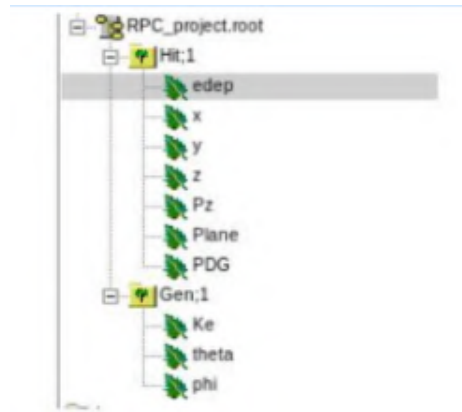 RPC_project.root
Hit;1
edep
x
y
z
Pz
Plane
PDG
Gen;1
Ke
theta
phi